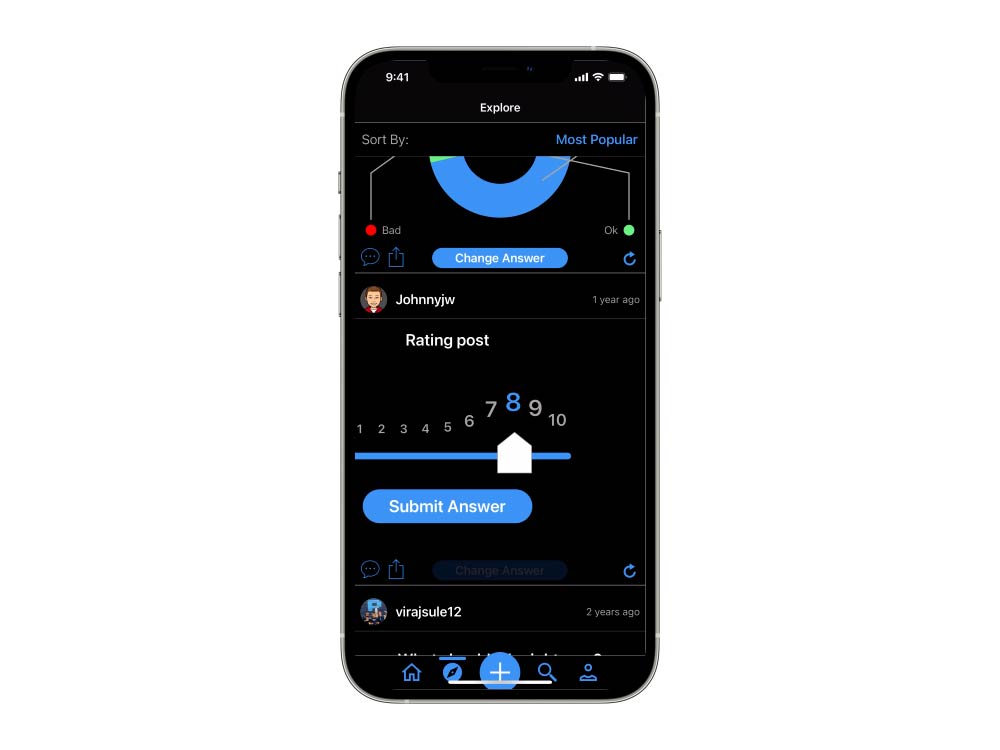 9:41
Explore
Sort By: Most Popular
Bad Ok
Change Answer
Johnnyjw 1 year ago
Rating post
1 2 3 4 5 6 7 8 9 10
Submit Answer
Change Answer
virajsule12 2 years ago